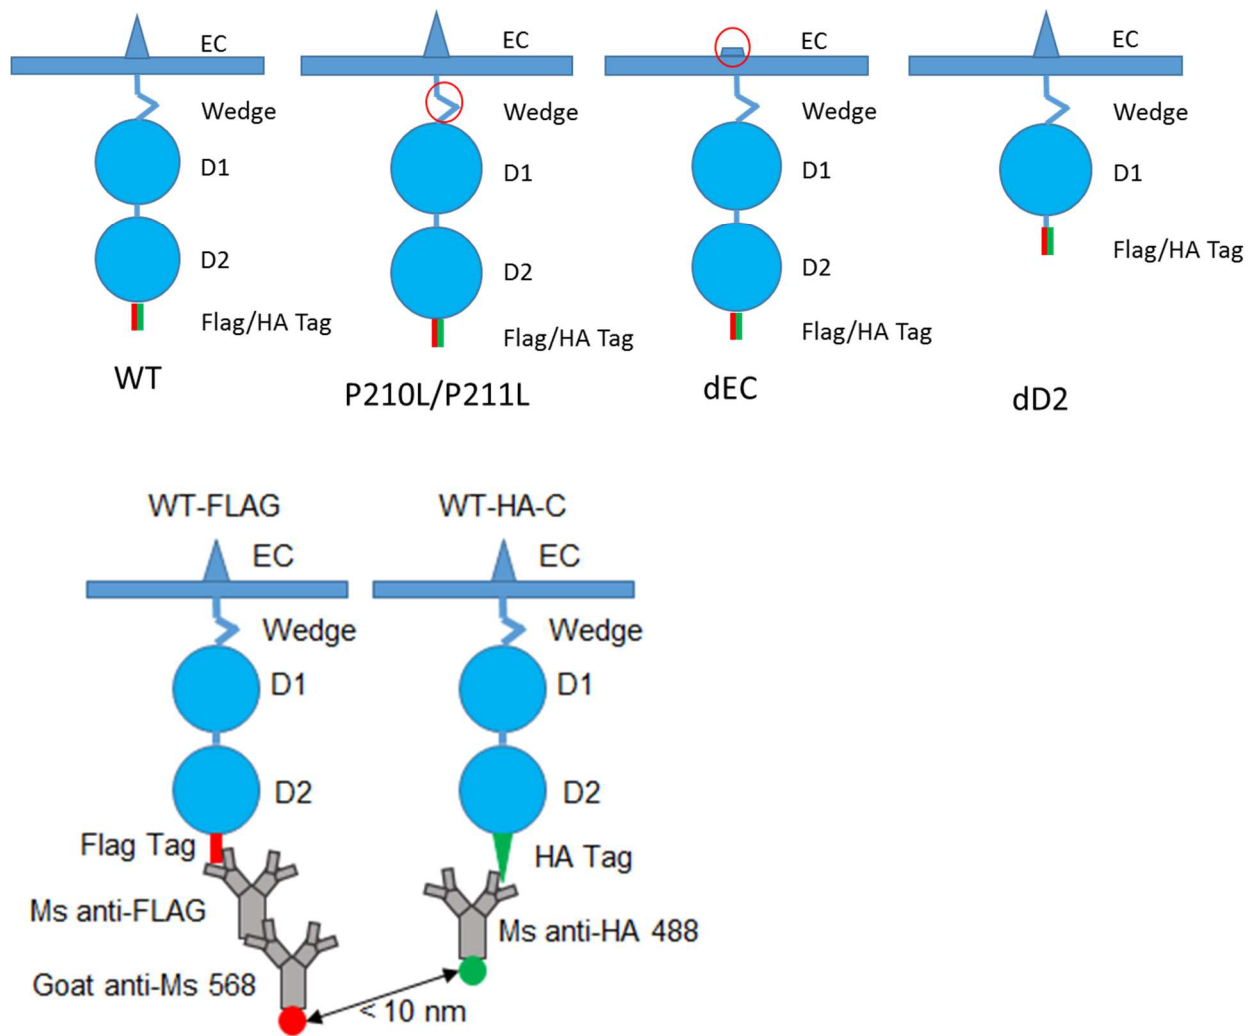 EC
Wedge
D1
D2
Flag/HA Tag
WT
EC
Wedge
D1
D2
Flag/HA Tag
P210L/P211L
EC
Wedge
D1
D2
Flag/HA Tag
dEC
EC
Wedge
D1
Flag/HA Tag
dD2
WT-FLAG
EC
Wedge
D1
D2
Flag Tag
Ms anti-FLAG
Goat anti-Ms 568
WT-HA-C
EC
Wedge
D1
D2
HA Tag
Ms anti-HA 488
< 10 nm